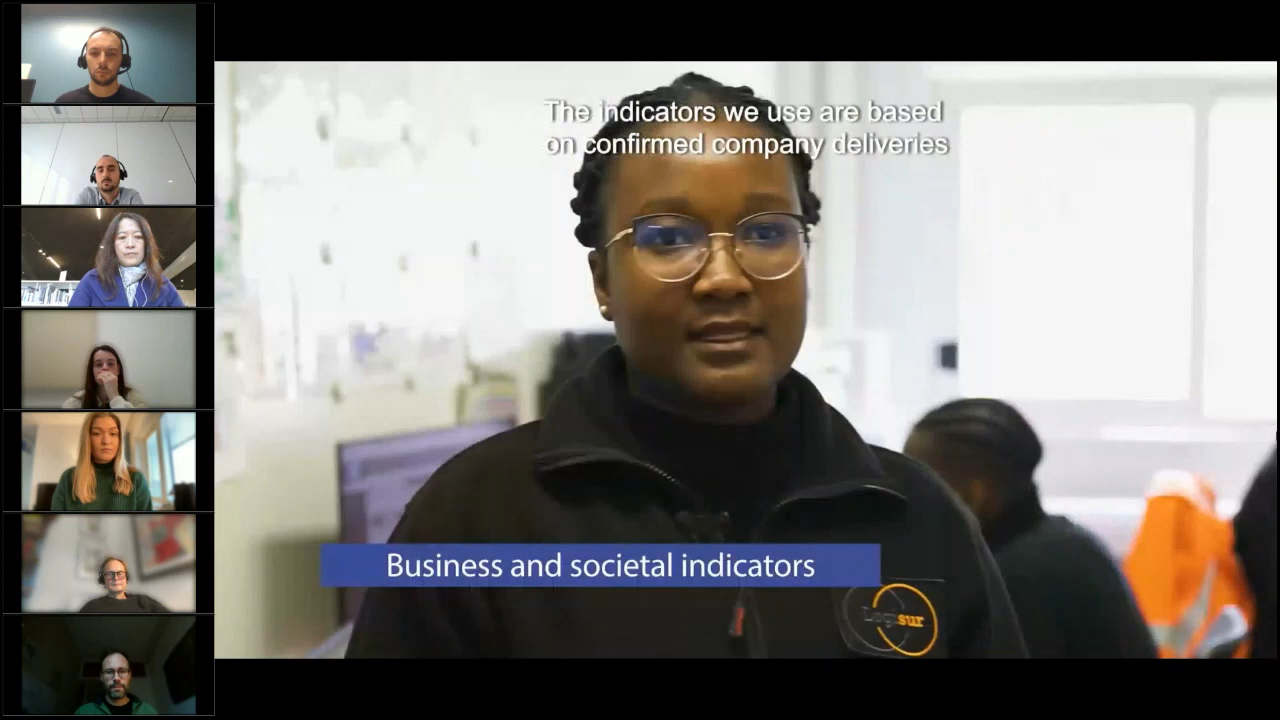 The indicators we use are based
on confirmed company deliveries
Business and societal indicators
Logisur